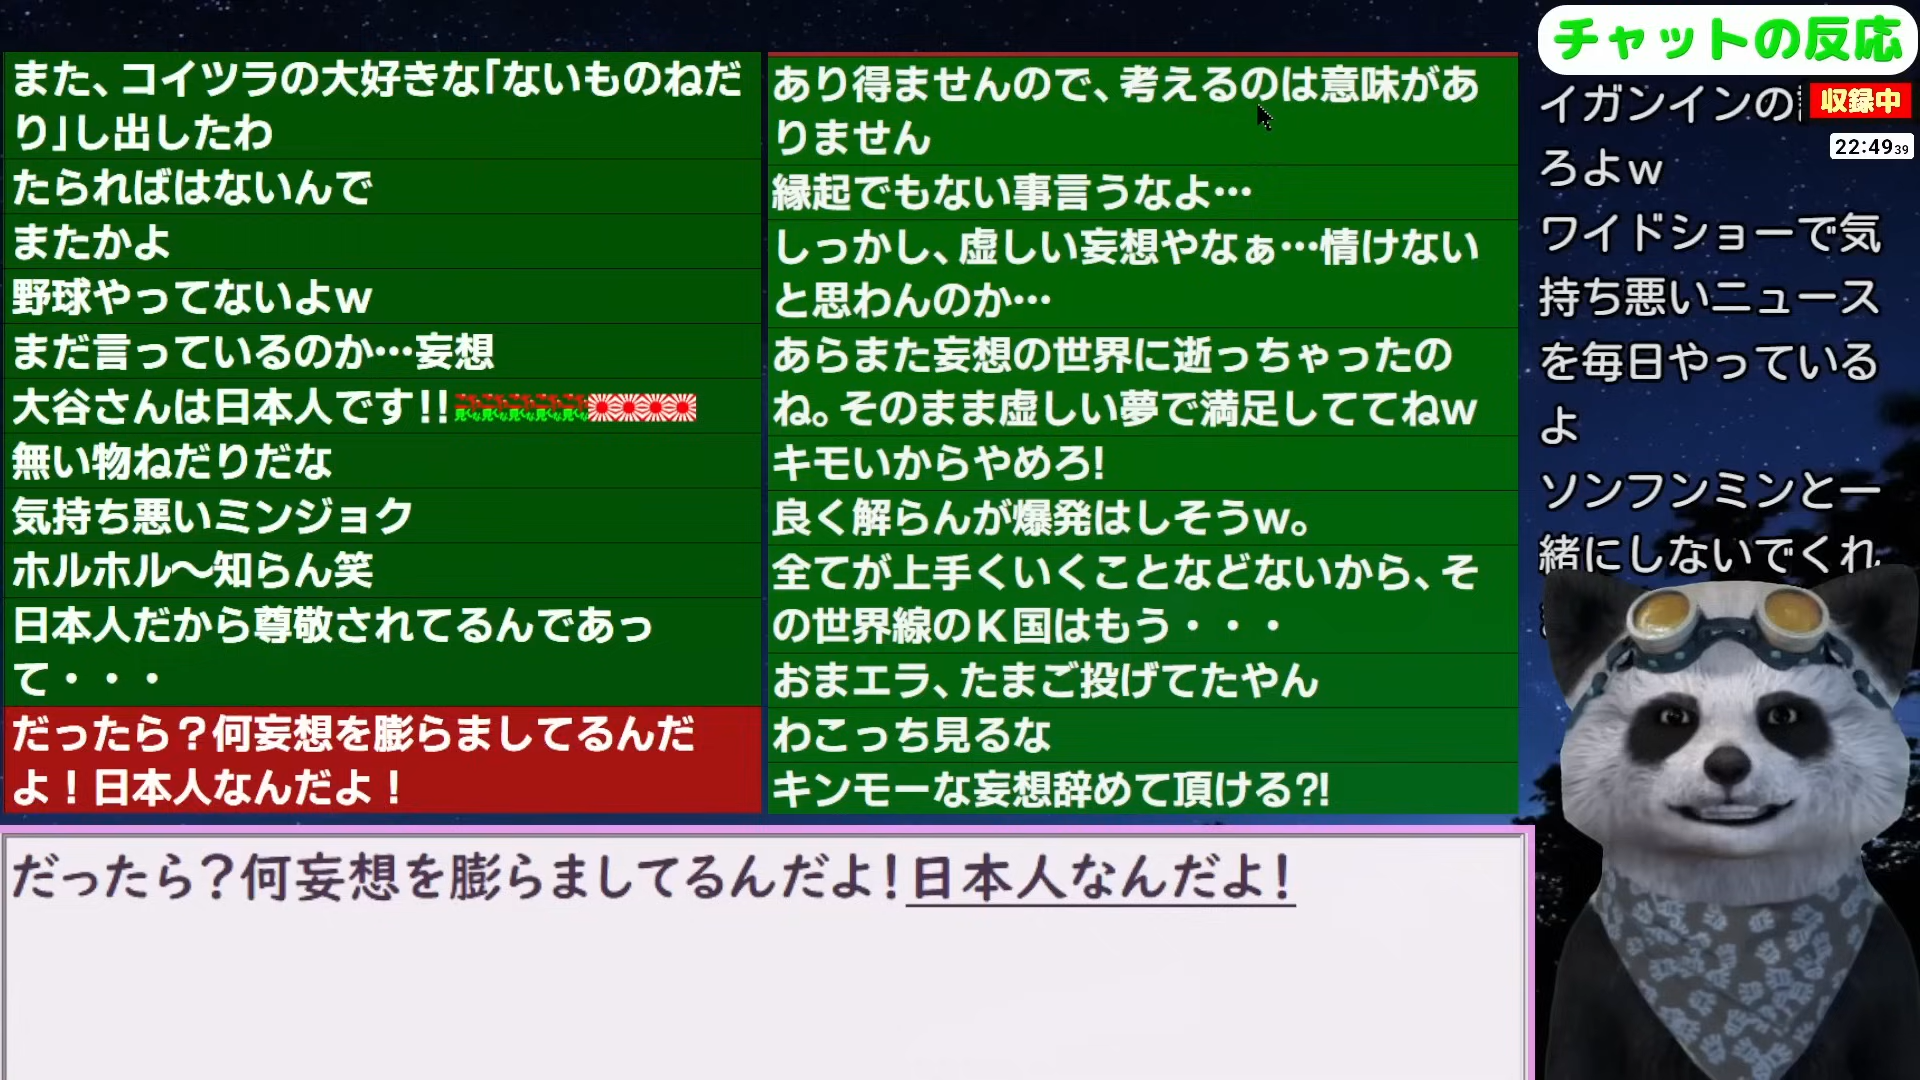 また、コイツラの大好きな「ないものねだ
り」し出したわ
たらればはないんで
またかよ
野球やってないよw
まだ言っているのか…妄想
大谷さんは日本人です!!
無い物ねだりだな
気持ち悪いミンジョク
ホルホル～知らん笑
日本人だから尊敬されてるんであっ
て・・・
だったら？何妄想を膨らましてるんだ
よ！日本人なんだよ！
あり得ませんので、考えるのは意味があ
りません
縁起でもない事言うなよ…
しっかし、虚しい妄想やなぁ…情けない
と思わんのか…
あらまた妄想の世界に逝っちゃったの
ね。そのまま虚しい夢で満足しててねw
キモいからやめろ!
良く解らんが爆発はしそうw。
全てが上手くいくことなどないから、そ
の世界線のK国はもう・・・
おまエラ、たまご投げてたやん
わこっち見るな
キンモーな妄想辞めて頂ける?!
だったら？何妄想を膨らましてるんだよ！日本人なんだよ！
チャットの反応
収録中
22:49 39
イガンインの
ろよw
ワイドショーで気
持ち悪いニュース
を毎日やっている
よ
ソンフンミンと一
緒にしないでくれ